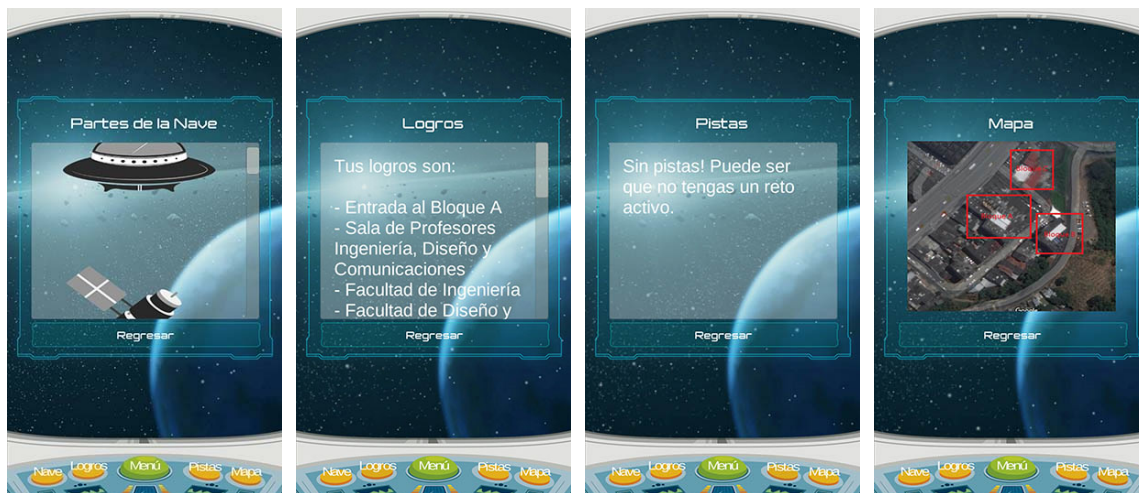 Partes de la Nave
Regresar
Nave
Logros
Menú
Pistas
Mapa
Logros
Tus logros son:
- Entrada al Bloque A
- Sala de Profesores
Ingeniería, Diseño y
Comunicaciones
- Facultad de Ingeniería
- Facultad de Diseño y
Regresar
Nave
Logros
Menú
Pistas
Mapa
Pistas
Sin pistas! Puede ser
que no tengas un reto
activo.
Regresar
Nave
Logros
Menú
Pistas
Mapa
Mapa
Regresar
Nave
Logros
Menú
Pistas
Mapa